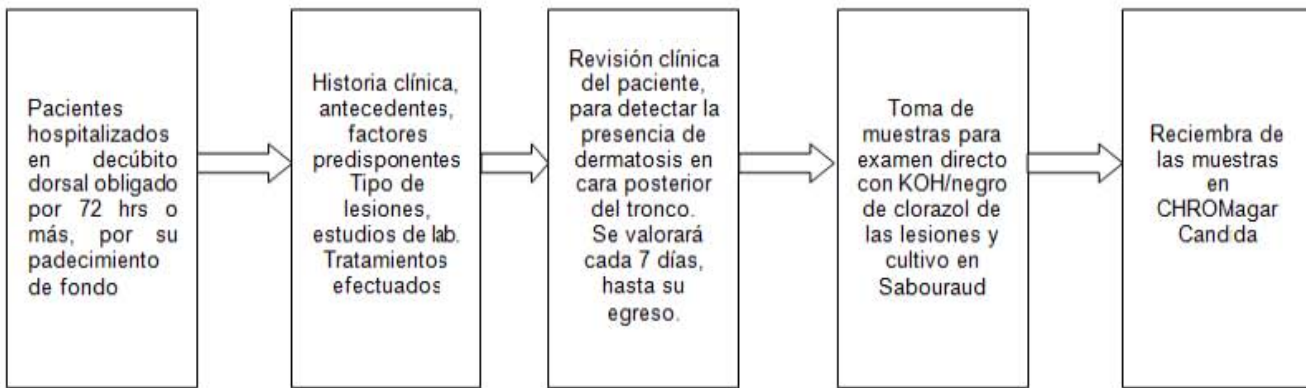 Pacientes
hospitalizados
en decúbito
dorsal obligado
por 72 hrs o
más, por su
padecimiento
de fondo
Historia clínica,
antecedentes,
factores
predisponentes
Tipo de
lesiones,
estudios de lab.
Tratamientos
efectuados
Revisión clínica
del paciente,
para detectar la
presencia de
dermatosis en
cara posterior
del tronco.
Se valorará
cada 7 días,
hasta su
egreso.
Toma de
muestras para
examen directo
con KOH/negro
de clorazol de
las lesiones y
cultivo en
Sabouraud
Reciembra de
las muestras
en
CHROMagar
Candida